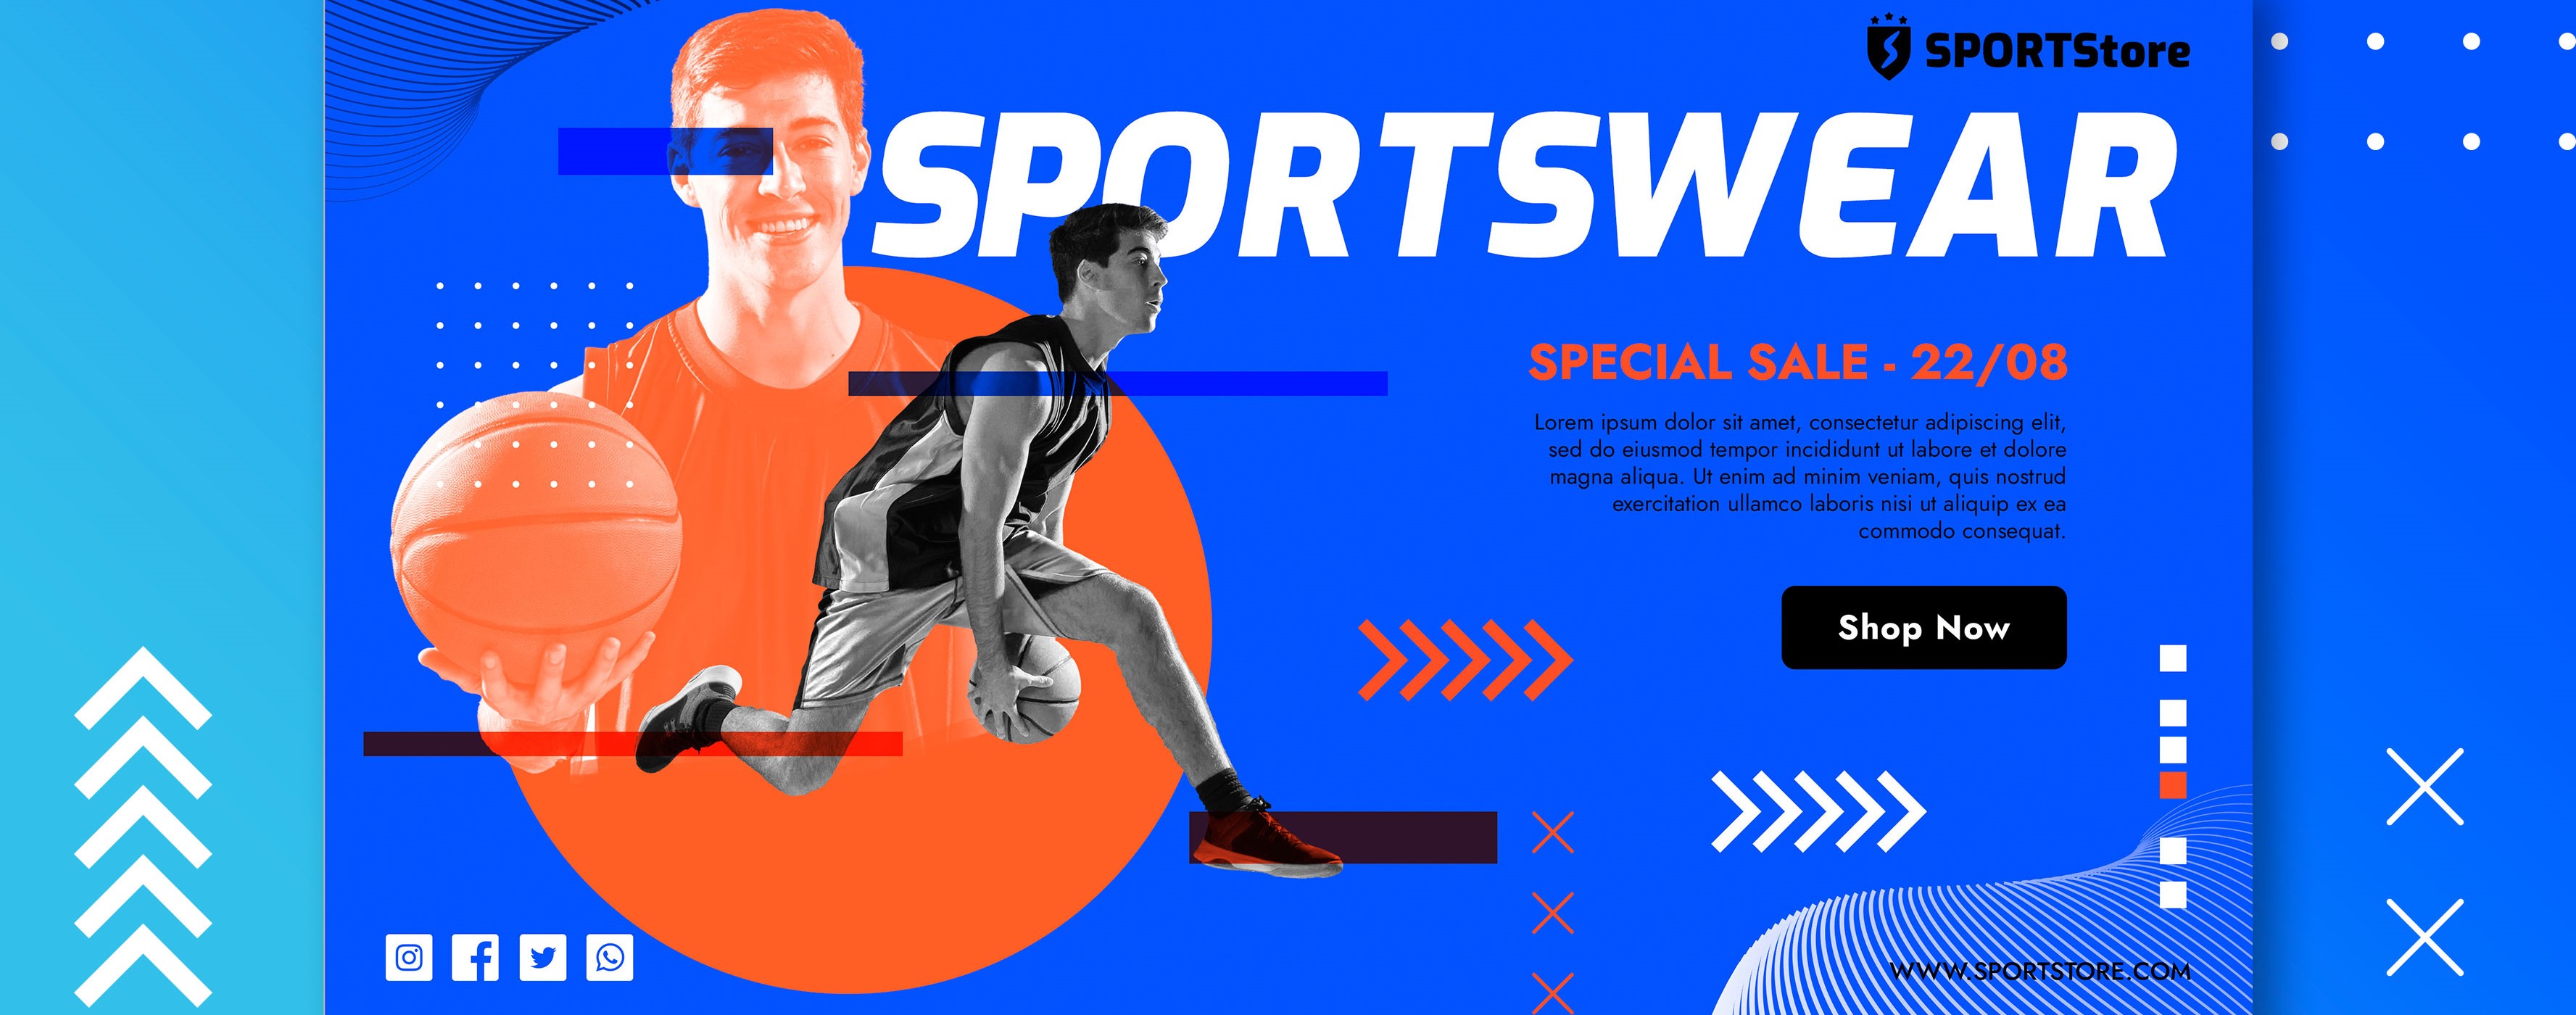 SPORTStore
SPORTSWEAR
SPECIAL SALE - 22/08
Lorem ipsum dolor sit amet, consectetur adipiscing elit,
sed do eiusmod tempor incididunt ut labore et dolore
magna aliqua. Ut enim ad minim veniam, quis nostrud
exercitation ullamco laboris nisi ut aliquip ex ea
commodo consequat.
Shop Now
WWW.SPORTSTORE.COM